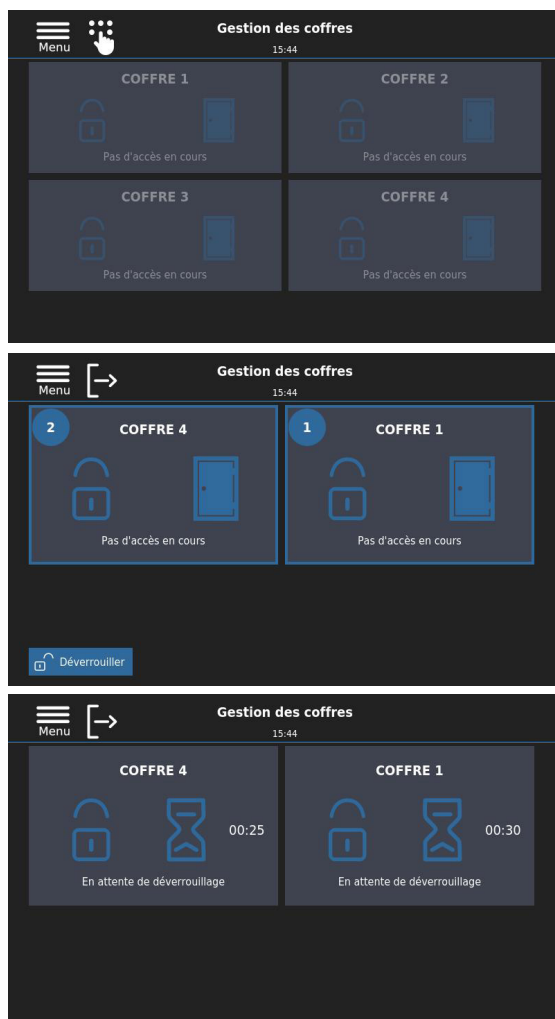 Gestion des coffres
Menu
15:44
COFFRE 1
COFFRE 2
Pas d'accès en cours
Pas d'accès en cours
COFFRE 3
COFFRE 4
Pas d'accès en cours
Pas d'accès en cours
Gestion des coffres
Menu
15:44
2
COFFRE 4
1
COFFRE 1
Pas d'accès en cours
Pas d'accès en cours
Déverrouiller
Gestion des coffres
Menu
15:44
COFFRE 4
COFFRE 1
00:25
00:30
En attente de déverrouillage
En attente de déverrouillage